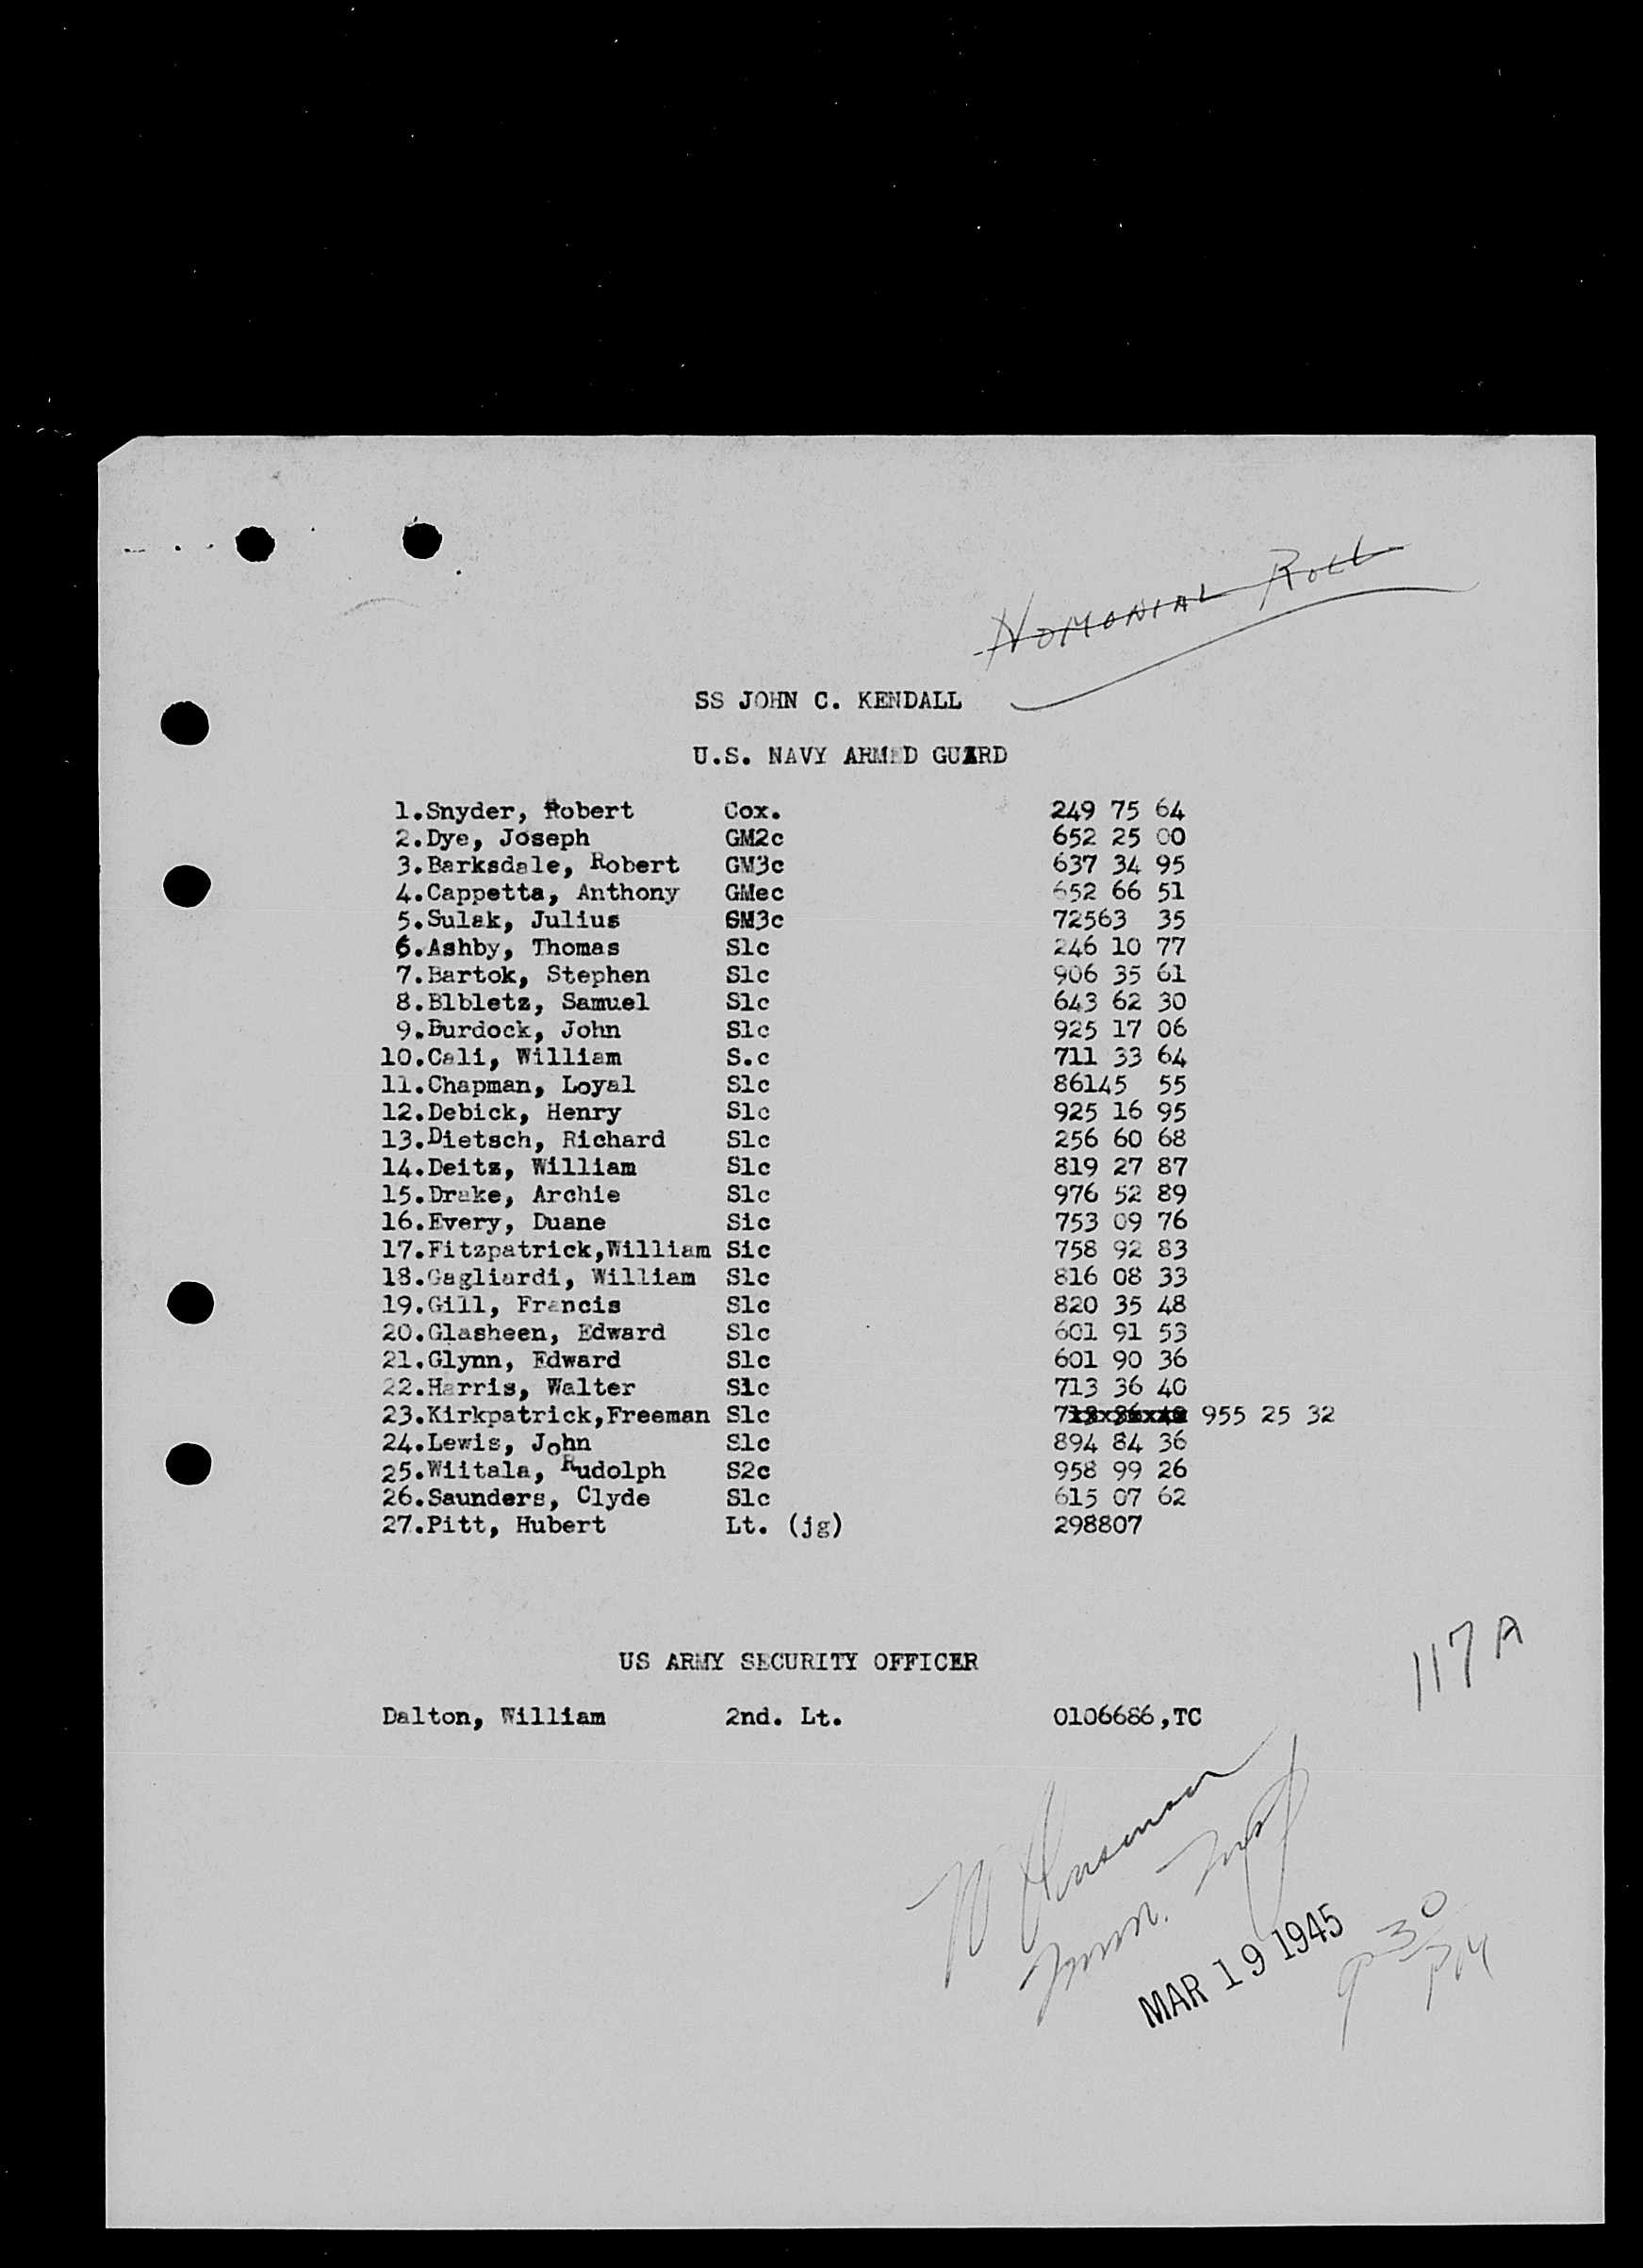 NOMONIAL ROLL
SS JOHN C. KENDALL
U.S. NAVY ARMED GUARD
1.Snyder, Robert Cox. 249 75 64
2.Dye, Joseph GM2c 652 25 00
3.Barksdale, Robert GM3c 637 34 95
4.Cappetta, Anthony GMec 652 66 51
5.Sulak, Julius GM3c 72563 35
6.Ashby, Thomas Slc 246 10 77
7.Bartok, Stephen Slc 906 35 61
8.Blbletz, Samuel Slc 643 62 30
9.Burdock, John Slc 925 17 06
10.Cali, William S.c 711 33 64
11.Chapman, Loyal Slc 86145 55
12.Debick, Henry Slc 925 16 95
13.Dietsch, Richard Slc 256 60 68
14.Deitz, William Slc 819 27 87
15.Drake, Archie Slc 976 52 89
16.Every, Duane Sic 753 09 76
17.Fitzpatrick,William Sic 758 92 83
18.Gagliardi, William Slc 816 08 33
19.Gill, Francis Slc 820 35 48
20.Glasheen, Edward Slc 601 91 53
21.Glynn, Edward Slc 601 90 36
22.Harris, Walter Slc 713 36 40
23.Kirkpatrick,Freeman Slc 955 25 32
24.Lewis, John Slc 894 84 36
25.Wiitala, Rudolph S2c 958 99 26
26.Saunders, Clyde Slc 615 07 62
27.Pitt, Hubert Lt. (jg) 298807
117 A
US ARMY SECURITY OFFICER
Dalton, William 2nd. Lt. 0106686,TC
MAR 19 1945
930 PM